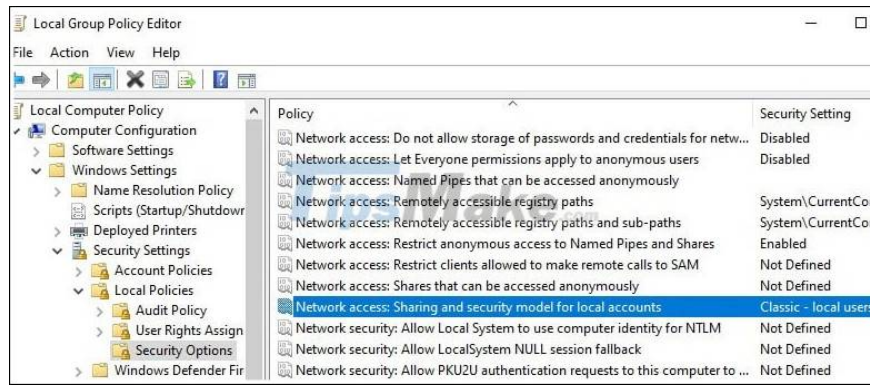 Local Group Policy Editor
File Action View Help
Local Computer Policy
Computer Configuration
Software Settings
Windows Settings
Name Resolution Policy
Scripts (Startup/Shutdowr
Deployed Printers
Security Settings
Account Policies
Local Policies
Audit Policy
User Rights Assign
Security Options
Windows Defender Fir
Policy Security Setting
Network access: Do not allow storage of passwords and credentials for netw... Disabled
Network access: Let Everyone permissions apply to anonymous users Disabled
Network access: Named Pipes that can be accessed anonymously
Network access: Remotely accessible registry paths System\CurrentCo
Network access: Remotely accessible registry paths and sub-paths System\CurrentCo
Network access: Restrict anonymous access to Named Pipes and Shares Enabled
Network access: Restrict clients allowed to make remote calls to SAM Not Defined
Network access: Shares that can be accessed anonymously Not Defined
Network access: Sharing and security model for local accounts Classic - local users
Network security: Allow Local System to use computer identity for NTLM Not Defined
Network security: Allow LocalSystem NULL session fallback Not Defined
Network security: Allow PKU2U authentication requests to this computer to ... Not Defined
TipsMake.com